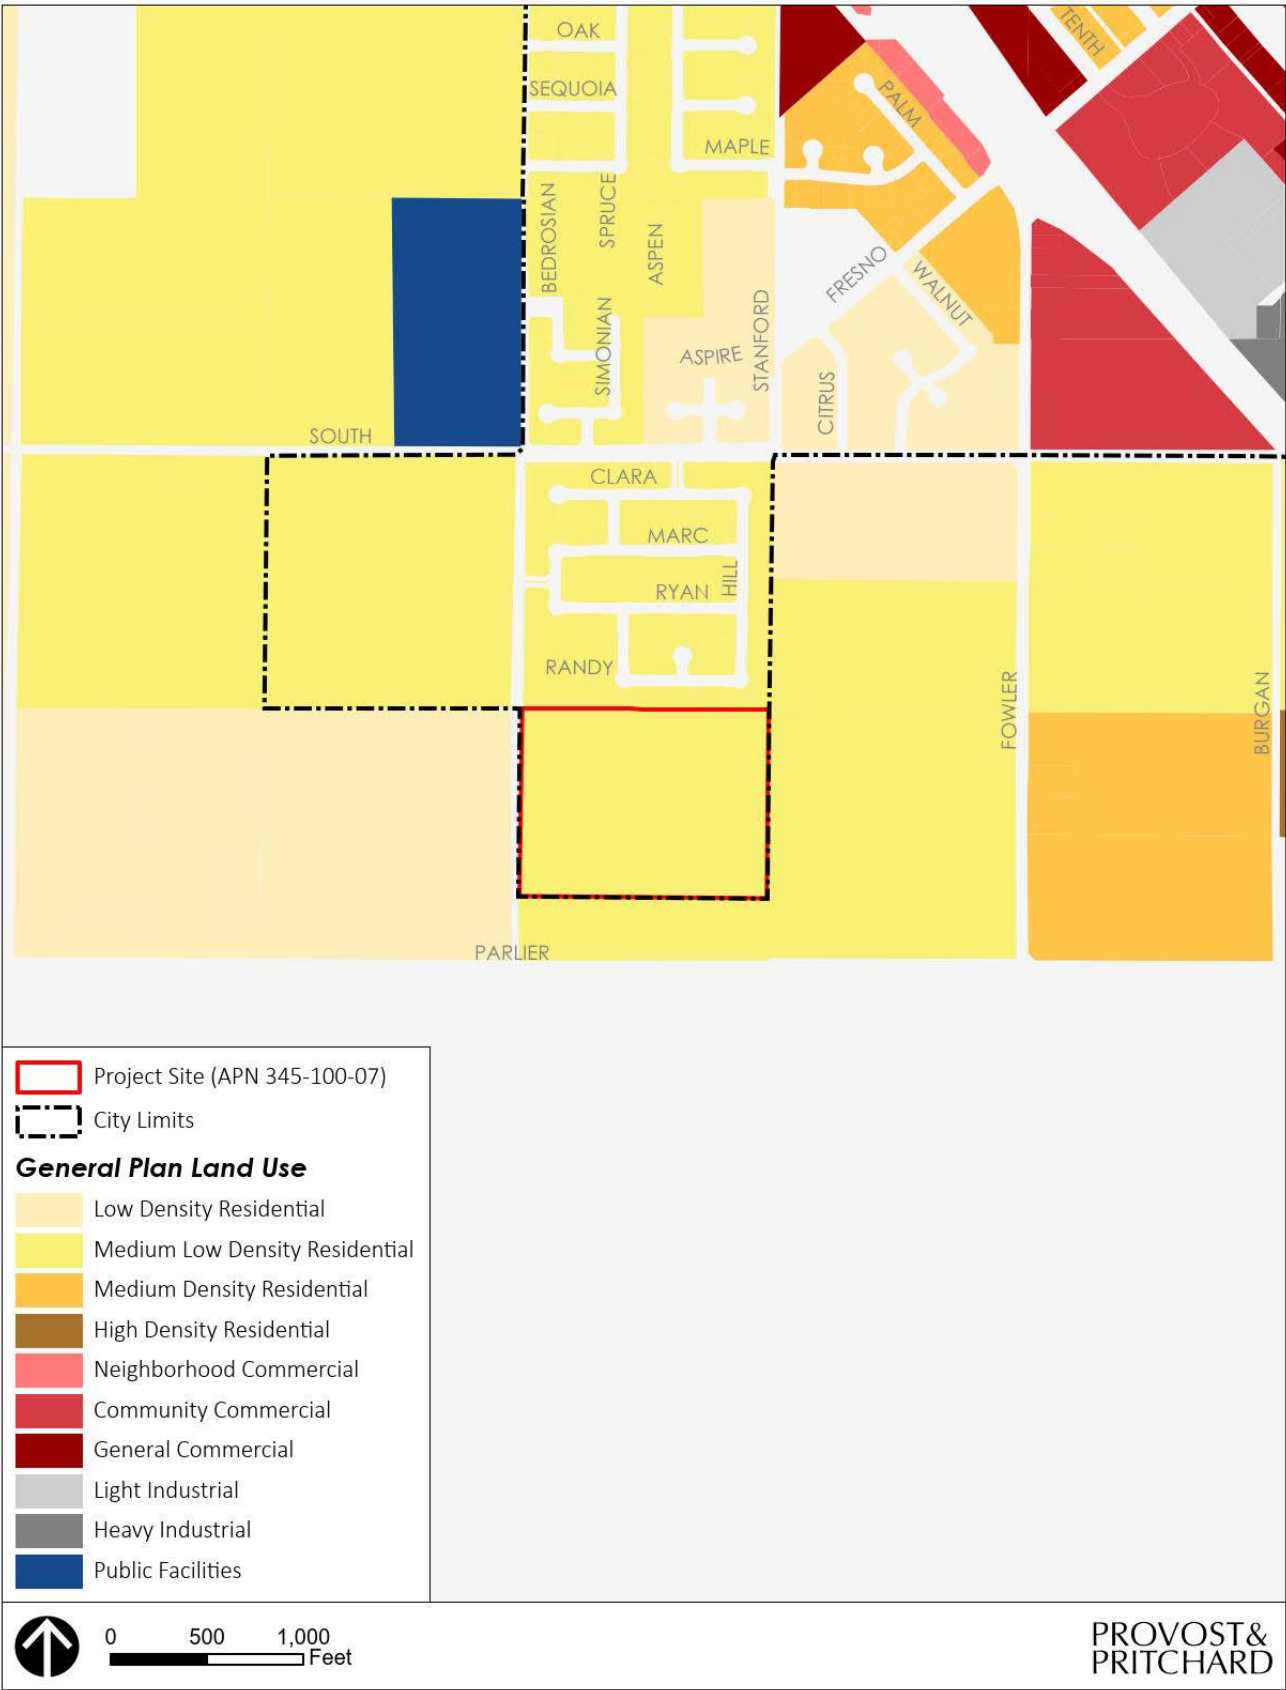 OAK
TENTH
SEQUOIA
PALM
MAPLE
BEDROSIAN
SPRUCE
ASPEN
FRESNO
WALNUT
SIMONIAN
STANFORD
ASPIRE
CITRUS
SOUTH
CLARA
MARC
HILL
RYAN
RANDY
FOWLER
BURGAN
PARLIER
Project Site (APN 345-100-07)
City Limits
General Plan Land Use
Low Density Residential
Medium Low Density Residential
Medium Density Residential
High Density Residential
Neighborhood Commercial
Community Commercial
General Commercial
Light Industrial
Heavy Industrial
Public Facilities
0 500 1,000
Feet
PROVOST&
PRITCHARD